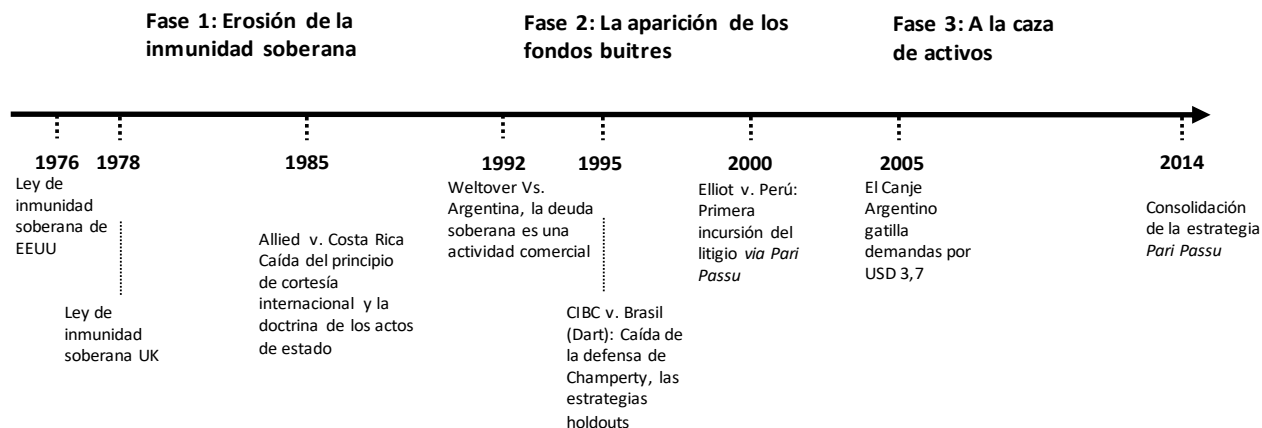 Fase 1: Erosión de la
inmunidad soberana
Fase 2: La aparición de los
fondos buitres
Fase 3: A la caza
de activos
1976
Ley de
inmunidad
soberana de
EEUU
1978
Ley de
inmunidad
soberana UK
1985
Allied v. Costa Rica
Caída del principio
de cortesía
internacional y la
doctrina de los actos
de estado
1992
Weltover Vs.
Argentina, la deuda
soberana es una
actividad comercial
1995
CIBC v. Brasil
(Dart): Caída de
la defensa de
Champerty, las
estrategias
holdouts
2000
Elliot v. Perú:
Primera
incursión del
litigio via Pari
Passu
2005
El Canje
Argentino
gatilla
demandas por
USD 3,7
2014
Consolidación
de la estrategia
Pari Passu